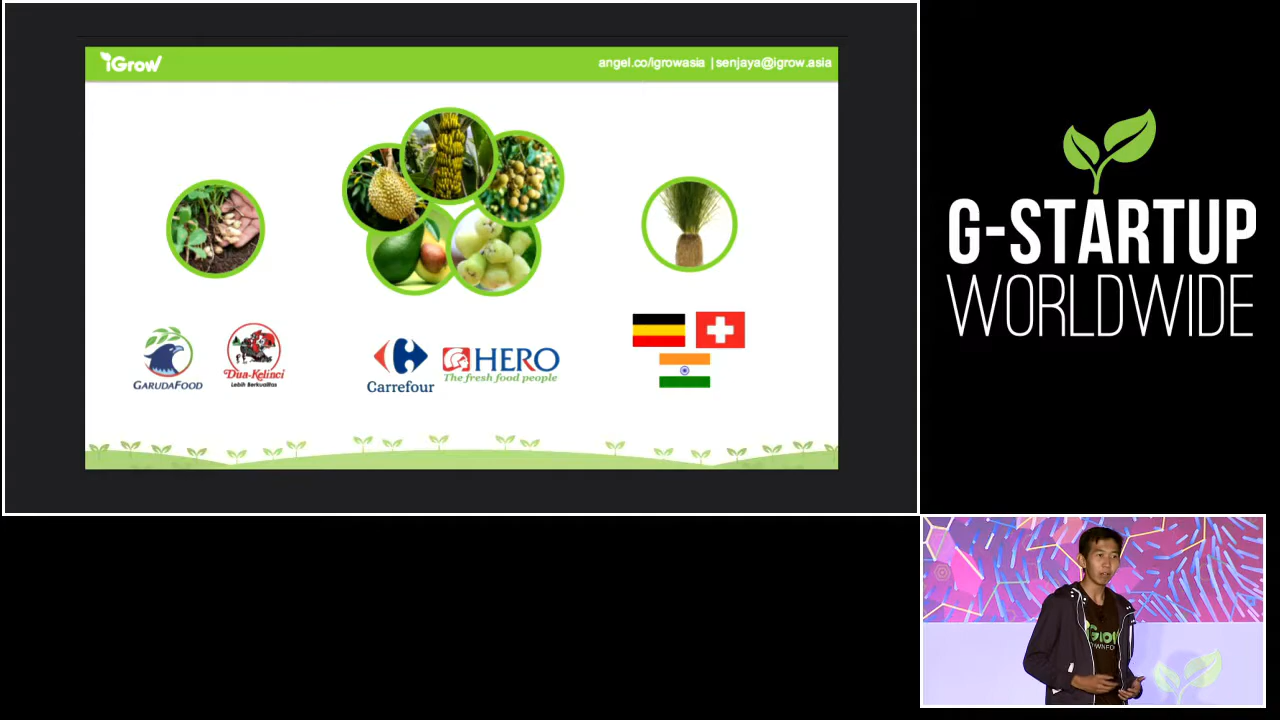 iGrow
angel.co/igrowasia | senjaya@igrow.asia
GARUDAFOOD
Dua-Kelinci
Lebih Berkualitas
Carrefour
HERO
The fresh food people
G-STARTUP
WORLDWIDE
iGrow